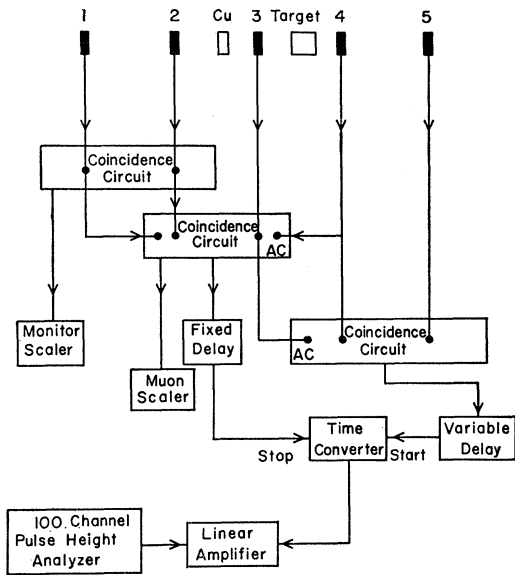 1 2 Cu 3 Target 4 5
Coincidence
Circuit
Coincidence
Circuit
AC
Monitor
Scaler
Fixed
Delay
Muon
Scaler
Coincidence
Circuit
AC
Time
Converter
Variable
Delay
Stop
Start
100. Channel
Pulse Height
Analyzer
Linear
Amplifier